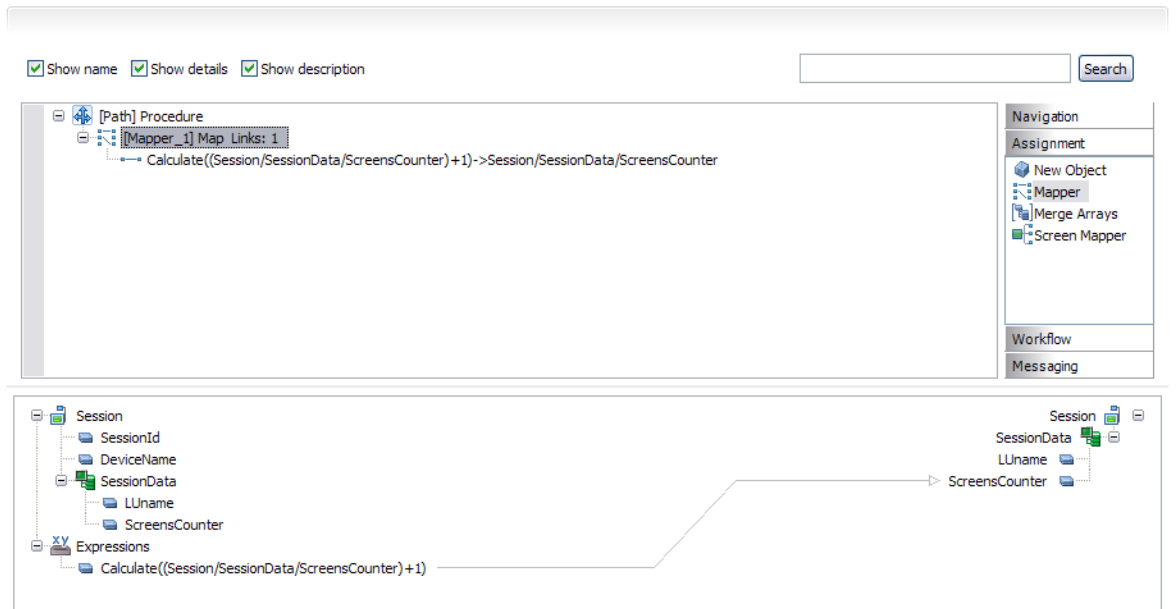 Show name Show details Show description Search
[Path] Procedure
[Mapper_1] Map Links: 1
Calculate((Session/SessionData/ScreensCounter)+1)->Session/SessionData/ScreensCounter
Navigation
Assignment
New Object
Mapper
Merge Arrays
Screen Mapper
Workflow
Messaging
Session
SessionId
DeviceName
SessionData
LUname
ScreensCounter
xy Expressions
Calculate((Session/SessionData/ScreensCounter)+1)
Session
SessionData
LUname
ScreensCounter